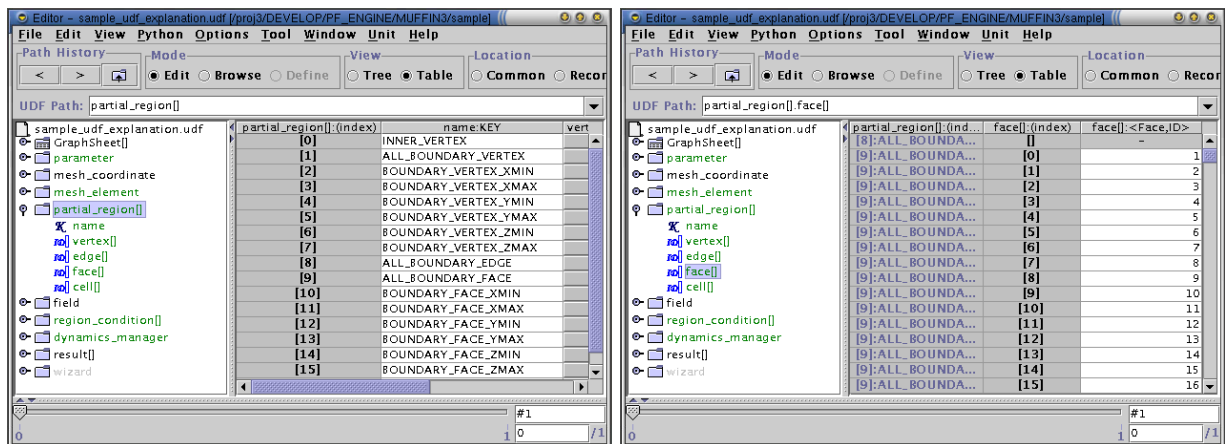 Editor - sample_udf_explanation.udf [/proj3/DEVELOP/PF_ENGINE/MUFFIN3/sample]
File Edit View Python Options Tool Window Unit Help
Path History Mode View Location
< > Edit Browse Define Tree Table Common Recor
UDF Path: partial_region[]
sample_udf_explanation.udf
GraphSheet[]
parameter
mesh_coordinate
mesh_element
partial_region[]
name
vertex[]
edge[]
face[]
cell[]
field
region_condition[]
dynamics_manager
result[]
wizard
partial_region[]:(index) name:KEY vert
[0] INNER_VERTEX
[1] ALL_BOUNDARY_VERTEX
[2] BOUNDARY_VERTEX_XMIN
[3] BOUNDARY_VERTEX_XMAX
[4] BOUNDARY_VERTEX_YMIN
[5] BOUNDARY_VERTEX_YMAX
[6] BOUNDARY_VERTEX_ZMIN
[7] BOUNDARY_VERTEX_ZMAX
[8] ALL_BOUNDARY_EDGE
[9] ALL_BOUNDARY_FACE
[10] BOUNDARY_FACE_XMIN
[11] BOUNDARY_FACE_XMAX
[12] BOUNDARY_FACE_YMIN
[13] BOUNDARY_FACE_YMAX
[14] BOUNDARY_FACE_ZMIN
[15] BOUNDARY_FACE_ZMAX
#1
0 1 0 /1
Editor - sample_udf_explanation.udf [/proj3/DEVELOP/PF_ENGINE/MUFFIN3/sample]
File Edit View Python Options Tool Window Unit Help
Path History Mode View Location
< > Edit Browse Define Tree Table Common Recor
UDF Path: partial_region[].face[]
sample_udf_explanation.udf
GraphSheet[]
parameter
mesh_coordinate
mesh_element
partial_region[]
name
vertex[]
edge[]
face[]
cell[]
field
region_condition[]
dynamics_manager
result[]
wizard
partial_region[]:(ind... face[]:(index) face[]:<Face,ID>
[8]:ALL_BOUNDA... [] -
[9]:ALL_BOUNDA... [0] 1
[9]:ALL_BOUNDA... [1] 2
[9]:ALL_BOUNDA... [2] 3
[9]:ALL_BOUNDA... [3] 4
[9]:ALL_BOUNDA... [4] 5
[9]:ALL_BOUNDA... [5] 6
[9]:ALL_BOUNDA... [6] 7
[9]:ALL_BOUNDA... [7] 8
[9]:ALL_BOUNDA... [8] 9
[9]:ALL_BOUNDA... [9] 10
[9]:ALL_BOUNDA... [10] 11
[9]:ALL_BOUNDA... [11] 12
[9]:ALL_BOUNDA... [12] 13
[9]:ALL_BOUNDA... [13] 14
[9]:ALL_BOUNDA... [14] 15
[9]:ALL_BOUNDA... [15] 16
#1
0 1 0 /1